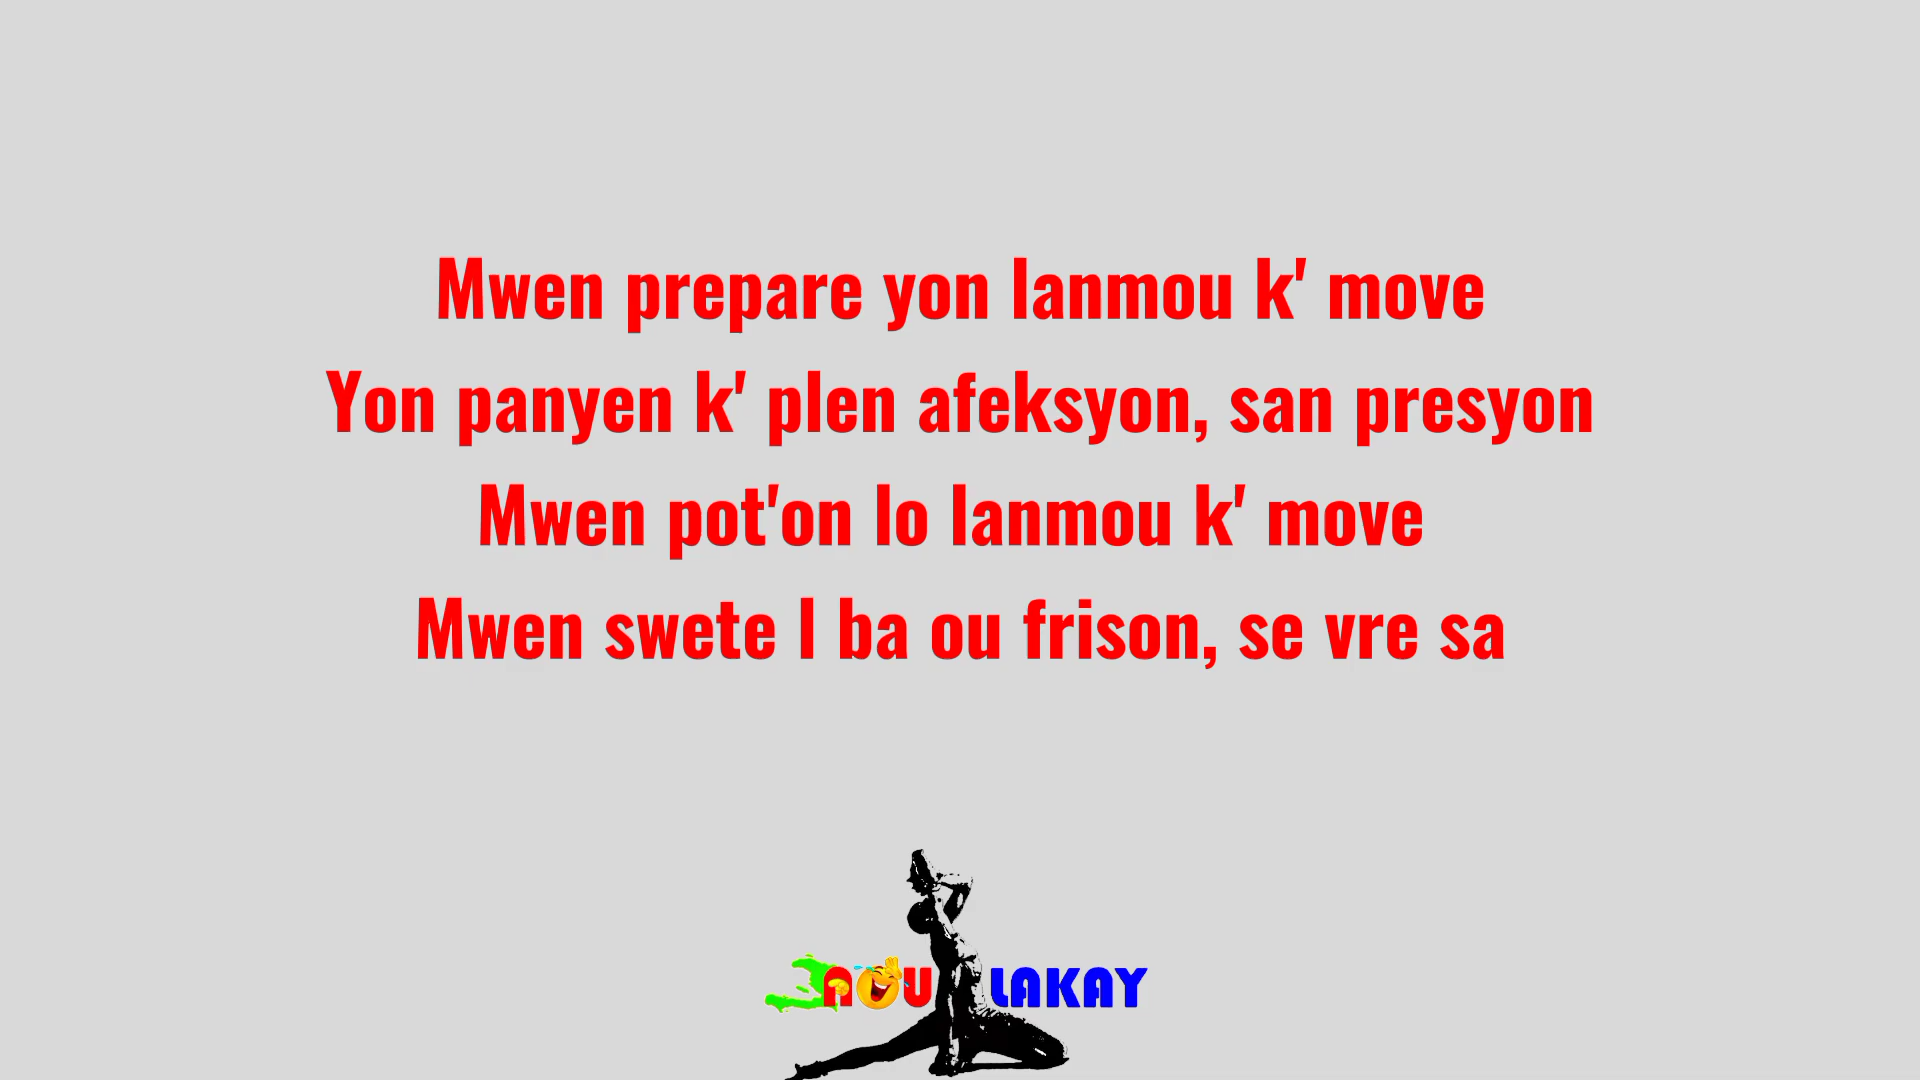 Mwen prepare yon lanmou k' move
Yon panyen k' plen afeksyon, san presyon
Mwen pot'on lo lanmou k' move
Mwen swete l ba ou frison, se vre sa
NOU LAKAY